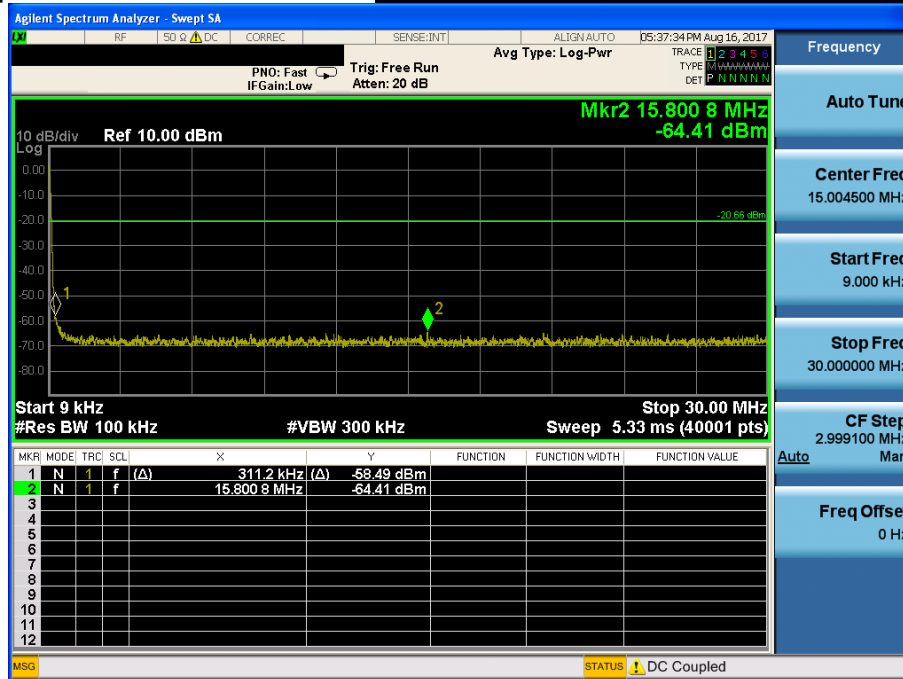 Agilent Spectrum Analyzer - Swept SA
LXI RF 50 Ω DC CORREC SENSE:INT ALIGN AUTO 05:37:34 PM Aug 16, 2017
Avg Type: Log-Pwr
TRACE 1 2 3 4 5 6
PNO: Fast Trig: Free Run
TYPE M W W W W W
IFGain:Low Atten: 20 dB
DET P N N N N N
Mkr2 15.800 8 MHz
-64.41 dBm
10 dB/div Ref 10.00 dBm
Log
0.00
-10.0
-20.0
-20.66 dBm
-30.0
-40.0
-50.0
1
-60.0
2
-70.0
-80.0
Start 9 kHz Stop 30.00 MHz
#Res BW 100 kHz #VBW 300 kHz Sweep 5.33 ms (40001 pts)
MKR MODE TRC SCL X Y FUNCTION FUNCTION WIDTH FUNCTION VALUE
1 N 1 f (Δ) 311.2 kHz (Δ) -58.49 dBm
2 N 1 f 15.800 8 MHz -64.41 dBm
3
4
5
6
7
8
9
10
11
12
MSG STATUS DC Coupled
Frequency
Auto Tune
Center Freq
15.004500 MHz
Start Freq
9.000 kHz
Stop Freq
30.000000 MHz
CF Step
2.999100 MHz
Auto Man
Freq Offset
0 Hz